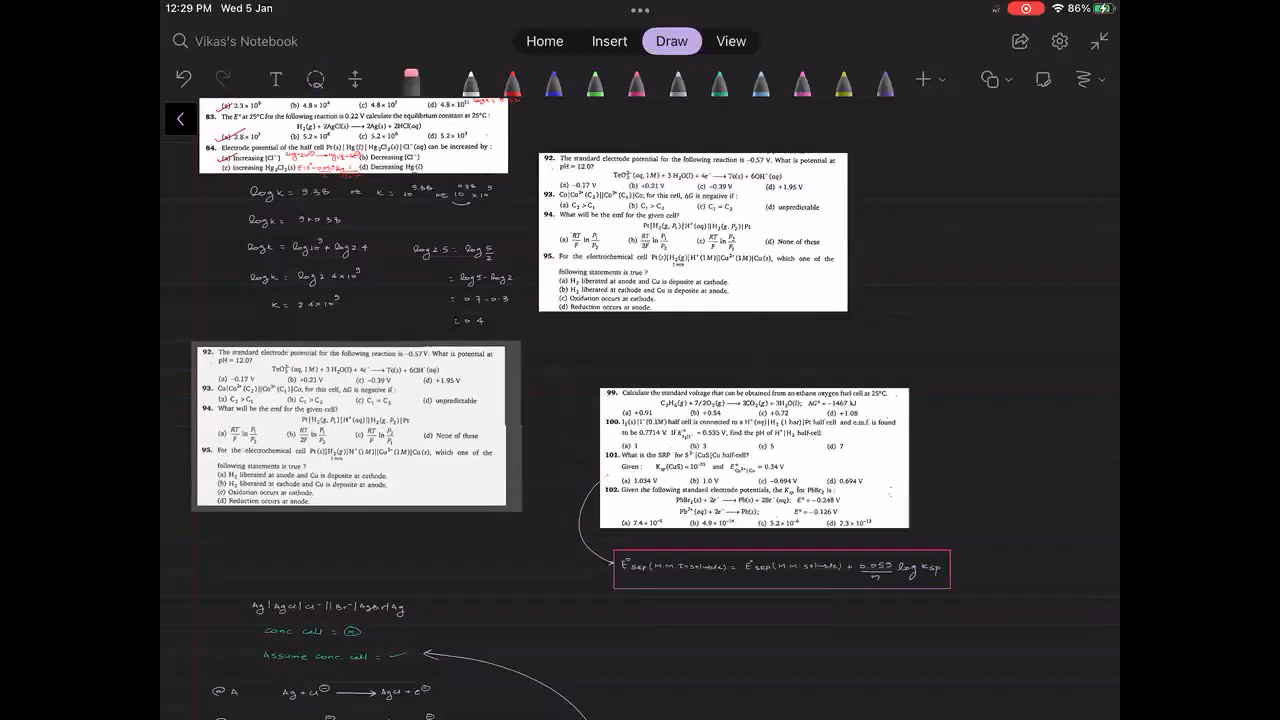 12:29 PM Wed 5 Jan
86%
Vikas's Notebook
Home Insert Draw View
(a) 2.3 × 10⁹ (b) 4.8 × 10⁴ (c) 4.8 × 10⁷ (d) 4.8 × 10¹¹
83. The E° at 25°C for the following reaction is 0.22 V calculate the equilibrium constant at 25°C :
H₂(g) + 2AgCl(s) ⟶ 2Ag(s) + 2HCl(aq)
(a) 2.8 × 10⁷ (b) 5.2 × 10⁸ (c) 5.2 × 10⁶ (d) 5.2 × 10³
84. Electrode potential of the half cell Pt(s) | Hg(l) | Hg₂Cl₂(s) | Cl⁻(aq) can be increased by :
(a) Increasing [Cl⁻] (b) Decreasing [Cl⁻]
(c) Increasing Hg₂Cl₂(s) (d) Decreasing Hg(l)
log k = 9.38 or k = 10^9.38 or 10^0.38 × 10⁹
log k = 9 + 0.38
log k = log 10⁹ + log 2.4
log k = log 2.4 × 10⁹
k = 2.4 × 10⁹
log 2.5 = log 5/2
= log 5 - log 2
= 0.7 - 0.3
= 0.4
92. The standard electrode potential for the following reaction is –0.57 V. What is potential at
pH = 12.0?
TeO₃²⁻(aq, 1M) + 3 H₂O(l) + 4e⁻ ⟶ Te(s) + 6OH⁻(aq)
(a) –0.17 V (b) +0.21 V (c) –0.39 V (d) +1.95 V
93. Co|Co²⁺(C₂)||Co²⁺(C₁)|Co; for this cell, ΔG is negative if :
(a) C₂ > C₁ (b) C₁ > C₂ (c) C₁ = C₂ (d) unpredictable
94. What will be the emf for the given cell?
Pt|H₂(g, P₁)|H⁺(aq)||H₂(g, P₂)|Pt
(a) RT/F ln P₁/P₂ (b) RT/2F ln P₁/P₂ (c) RT/F ln P₂/P₁ (d) None of these
95. For the electrochemical cell Pt(s)|H₂(g)|H⁺(1M)||Cu²⁺(1M)|Cu(s), which one of the
1 atm
following statements is true ?
(a) H₂ liberated at anode and Cu is deposite at cathode.
(b) H₂ liberated at cathode and Cu is deposite at anode.
(c) Oxidation occurs at cathode.
(d) Reduction occurs at anode.
92. The standard electrode potential for the following reaction is –0.57 V. What is potential at
pH = 12.0?
TeO₃²⁻(aq, 1M) + 3 H₂O(l) + 4e⁻ ⟶ Te(s) + 6OH⁻(aq)
(a) –0.17 V (b) +0.21 V (c) –0.39 V (d) +1.95 V
93. Co|Co²⁺(C₂)||Co²⁺(C₁)|Co; for this cell, ΔG is negative if :
(a) C₂ > C₁ (b) C₁ > C₂ (c) C₁ = C₂ (d) unpredictable
94. What will be the emf for the given cell?
Pt|H₂(g, P₁)|H⁺(aq)||H₂(g, P₂)|Pt
(a) RT/F ln P₁/P₂ (b) RT/2F ln P₁/P₂ (c) RT/F ln P₂/P₁ (d) None of these
95. For the electrochemical cell Pt(s)|H₂(g)|H⁺(1M)||Cu²⁺(1M)|Cu(s), which one of the
1 atm
following statements is true ?
(a) H₂ liberated at anode and Cu is deposite at cathode.
(b) H₂ liberated at cathode and Cu is deposite at anode.
(c) Oxidation occurs at cathode.
(d) Reduction occurs at anode.
99. Calculate the standard voltage that can be obtained from an ethane oxygen fuel cell at 25°C.
C₂H₆(g) + 7/2O₂(g) ⟶ 2CO₂(g) + 3H₂O(l); ΔG° = –1467 kJ
(a) +0.91 (b) +0.54 (c) +0.72 (d) +1.08
100. I₂(s)|I⁻(0.1M) half cell is connected to a H⁺(aq)|H₂ (1 bar)|Pt half cell and e.m.f. is found
to be 0.7714 V. If E° I₂|I⁻ = 0.535 V, find the pH of H⁺|H₂ half-cell.
(a) 1 (b) 3 (c) 5 (d) 7
101. What is the SRP for S²⁻|CuS|Cu half-cell?
Given : Ksp(CuS) = 10⁻³⁵ and E° Cu²⁺|Cu = 0.34 V
(a) 1.034 V (b) 1.0 V (c) –0.694 V (d) 0.694 V
102. Given the following standard electrode potentials, the Ksp for PbBr₂ is :
PbBr₂(s) + 2e⁻ ⟶ Pb(s) + 2Br⁻(aq); E° = –0.248 V
Pb²⁺(aq) + 2e⁻ ⟶ Pb(s); E° = –0.126 V
(a) 7.4 × 10⁻⁵ (b) 4.9 × 10⁻¹⁴ (c) 5.2 × 10⁻⁶ (d) 2.3 × 10⁻¹³
E°SRP (M.M. Insoluble) = E°SRP (M.M. soluble) + 0.059/n log Ksp
Ag | AgCl | Cl⁻ || Br⁻ | AgBr | Ag
Conc. cell = ⓧ
Assume conc. cell = ✓
@ A Ag + Cl⊖ ⟶ AgCl + e⊖